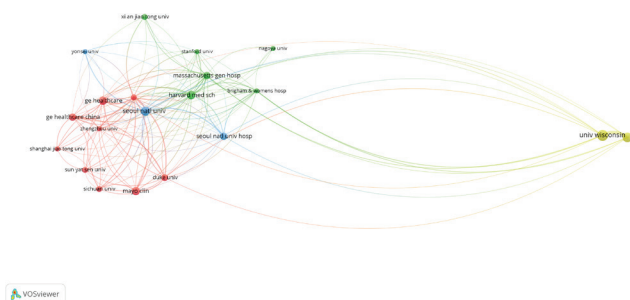 xi an jiaotong univ
yonsei univ
stanford univ
nagoya univ
massachusetts gen hosp
brigham & womens hosp
harvard med sch
ge healthcare
seoul natl univ
ge healthcare china
zhengzhou univ
seoul natl univ hosp
univ wisconsin
shanghai jiao tong univ
sun yat sen univ
duke univ
sichuan univ
mayo clin
VOSviewer